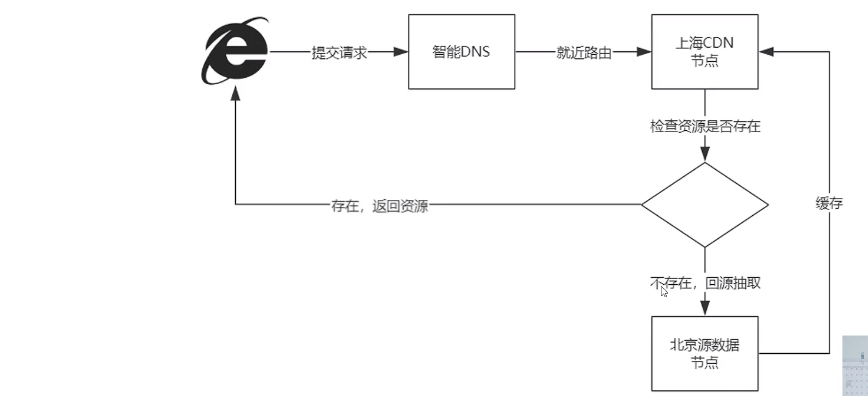 提交请求
智能DNS
就近路由
上海CDN
节点
检查资源是否存在
存在，返回资源
缓存
不存在，回源抽取
北京源数据
节点